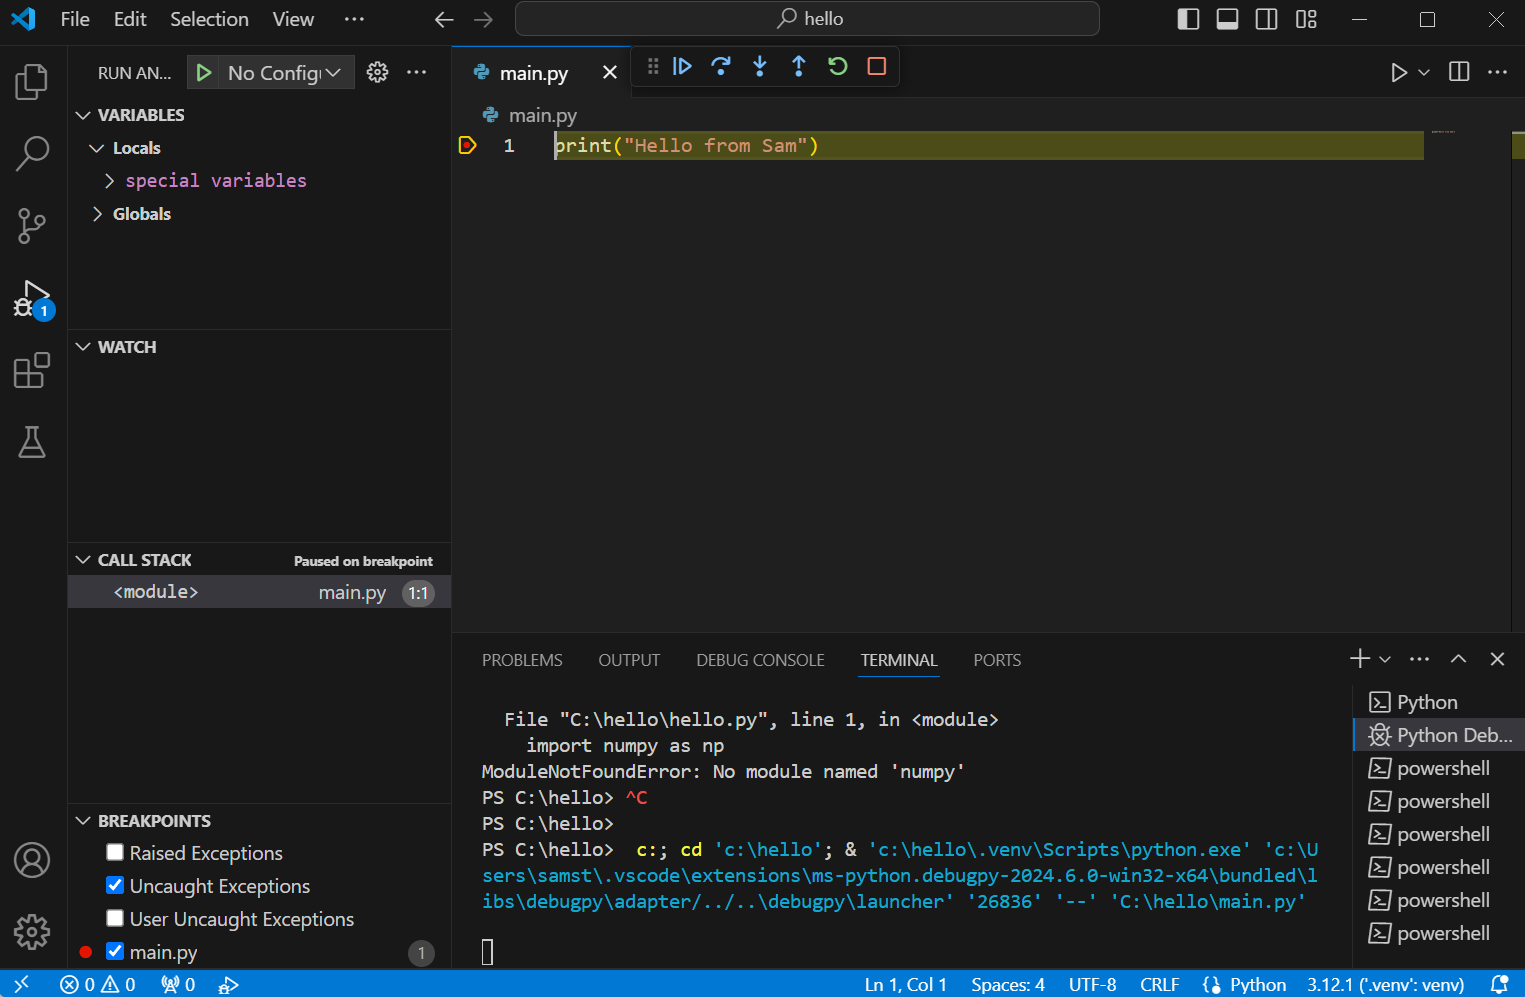 File Edit Selection View ··· hello
RUN AN... No Config
VARIABLES
Locals
special variables
Globals
WATCH
CALL STACK Paused on breakpoint
<module> main.py 1:1
BREAKPOINTS
Raised Exceptions
Uncaught Exceptions
User Uncaught Exceptions
main.py 1
1
main.py
main.py
1 print("Hello from Sam")
PROBLEMS OUTPUT DEBUG CONSOLE TERMINAL PORTS
File "C:\hello\hello.py", line 1, in <module>
import numpy as np
ModuleNotFoundError: No module named 'numpy'
PS C:\hello> ^C
PS C:\hello>
PS C:\hello>  c:; cd 'c:\hello'; & 'c:\hello\.venv\Scripts\python.exe' 'c:\U
sers\samst\.vscode\extensions\ms-python.debugpy-2024.6.0-win32-x64\bundled\l
ibs\debugpy\adapter/../..\debugpy\launcher' '26836' '--' 'C:\hello\main.py'
Python
Python Deb...
powershell
powershell
powershell
powershell
powershell
powershell
0 0 0 Ln 1, Col 1 Spaces: 4 UTF-8 CRLF Python 3.12.1 ('.venv': venv)